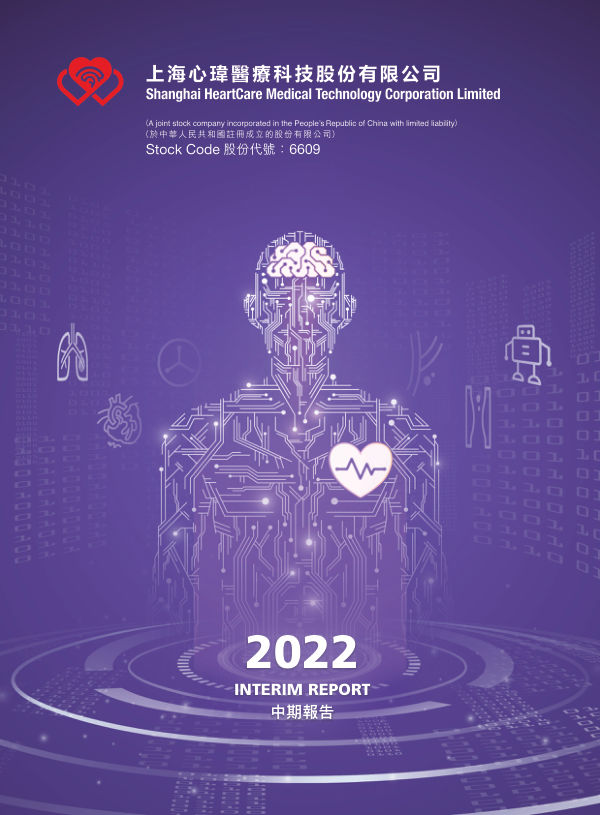 上海心瑋醫療科技股份有限公司
Shanghai HeartCare Medical Technology Corporation Limited
(A joint stock company incorporated in the People's Republic of China with limited liability)
(於中華人民共和國註冊成立的股份有限公司)
Stock Code 股份代號：6609
2022
INTERIM REPORT
中期報告